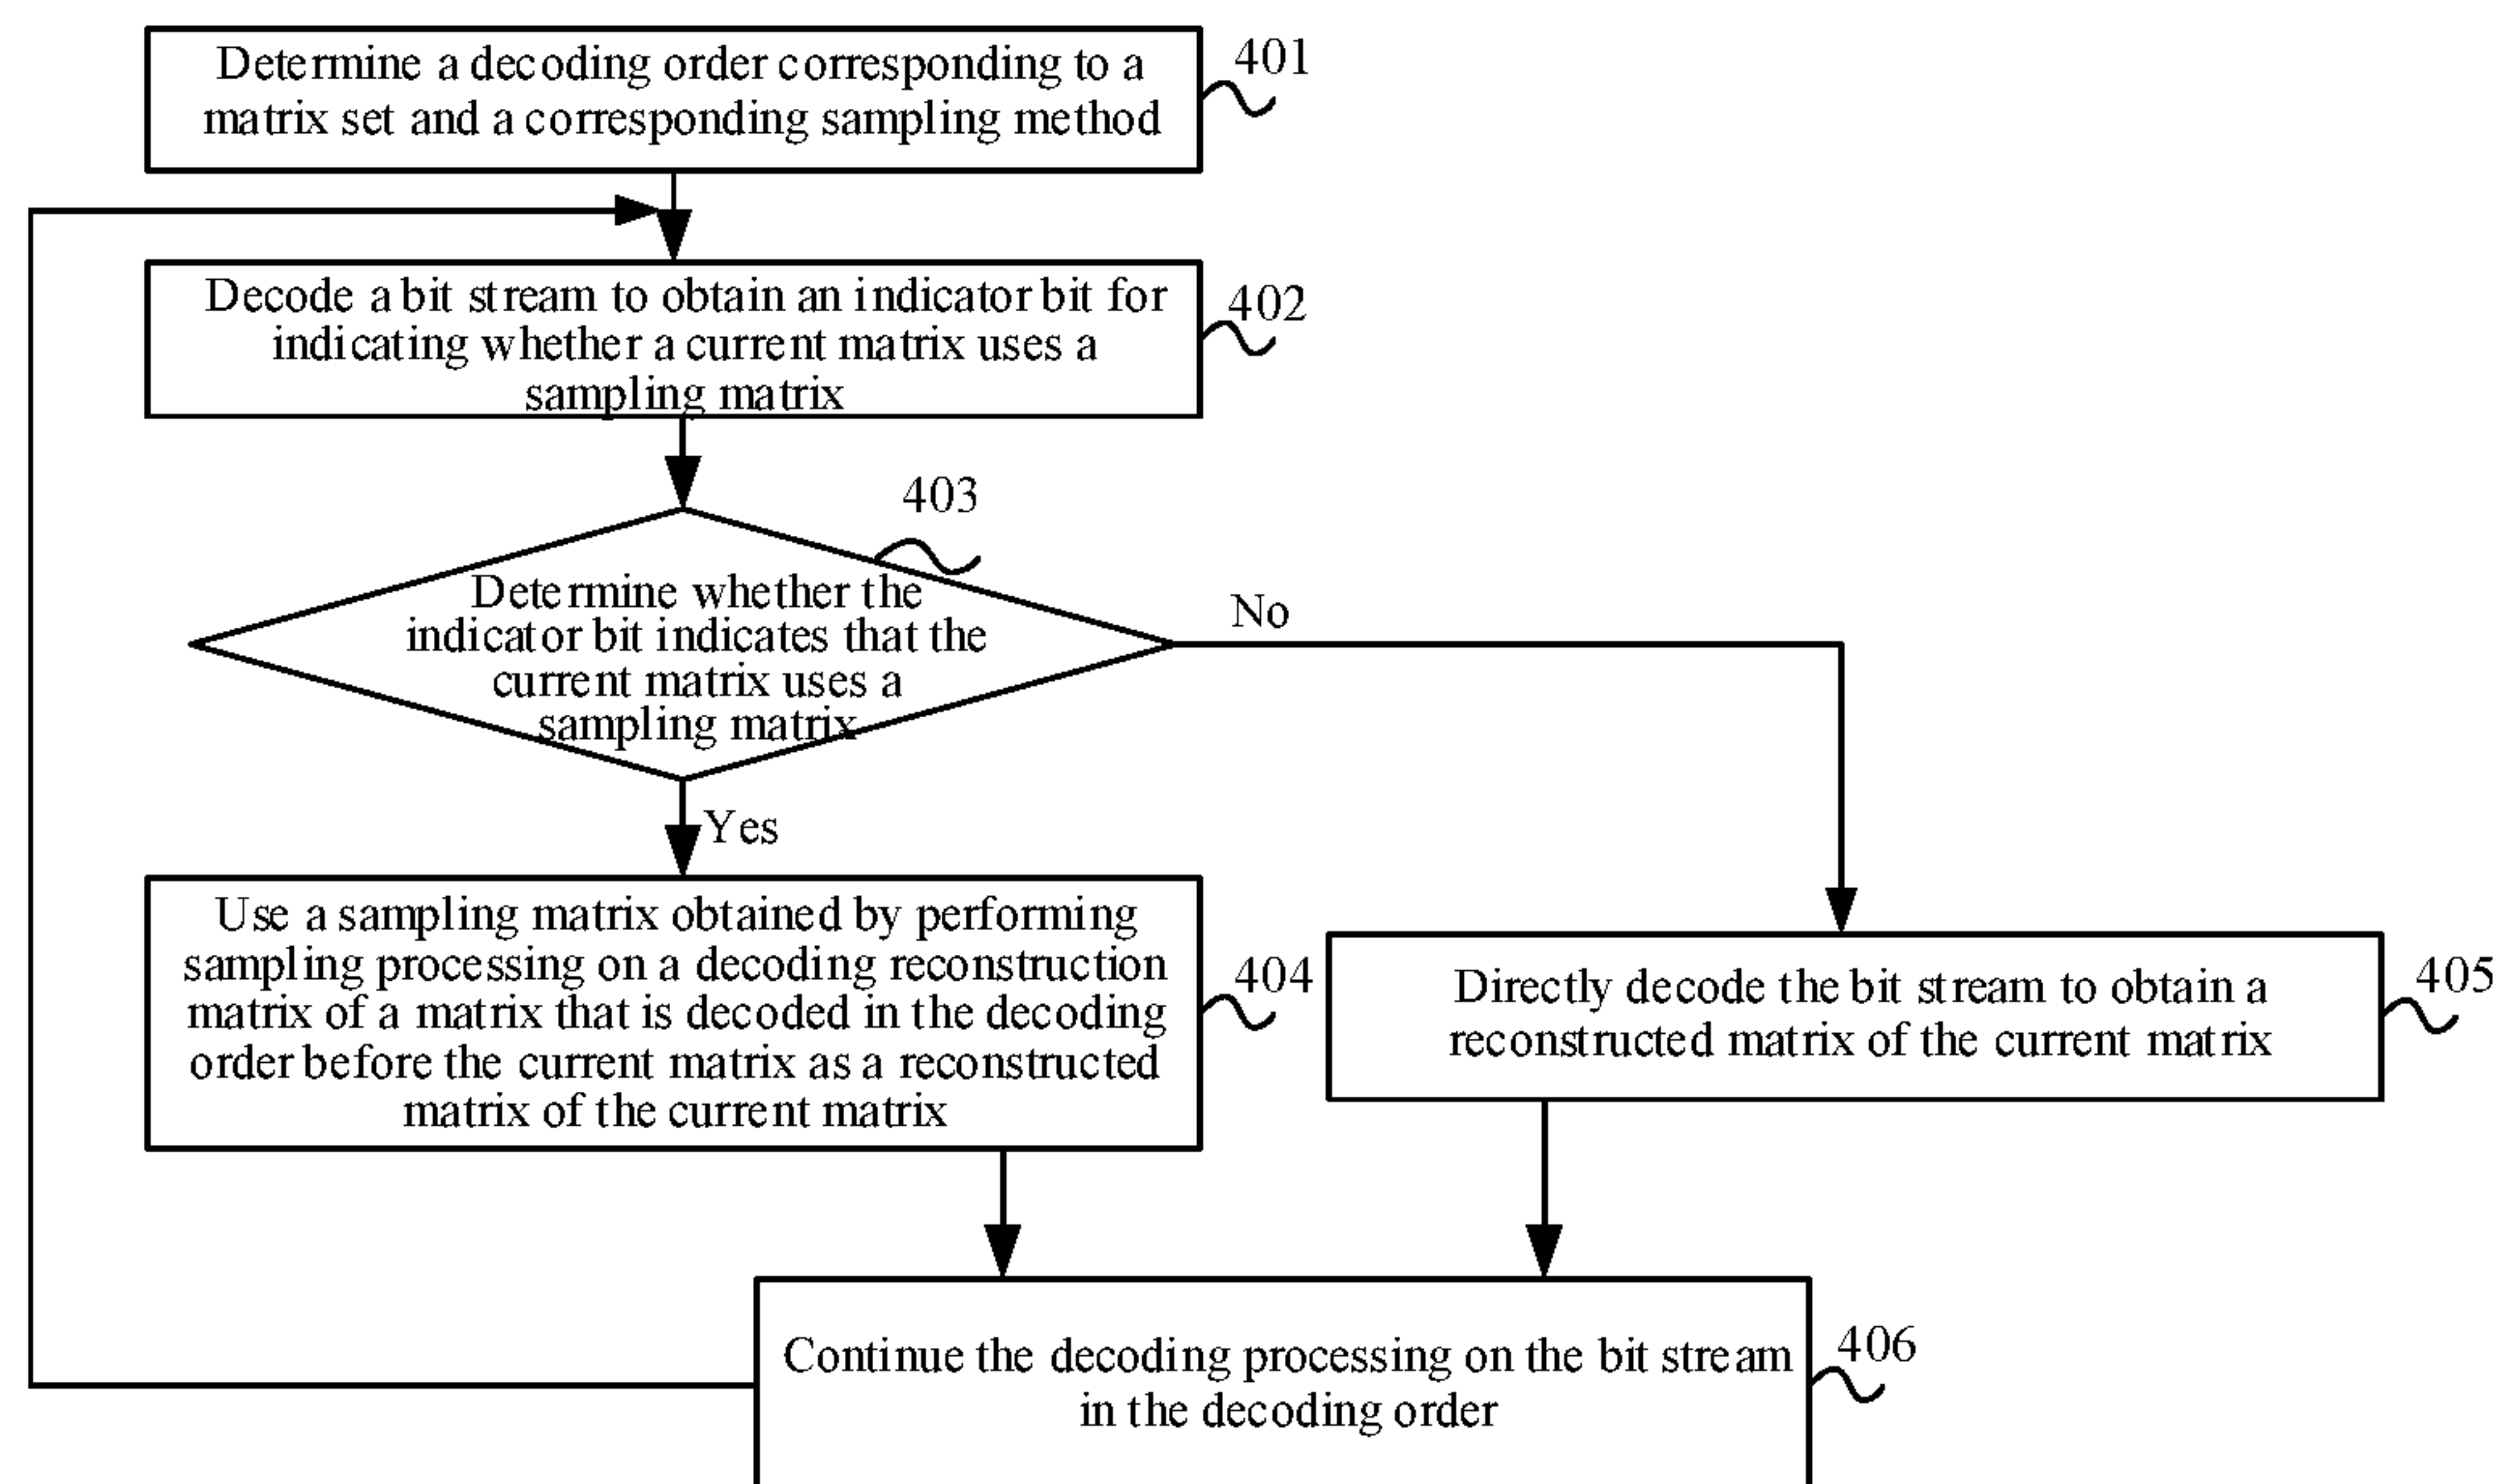 Determine a decoding order corresponding to a
matrix set and a corresponding sampling method
401
Decode a bit stream to obtain an indicator bit for
indicating whether a current matrix uses a
sampling matrix
402
403
Determine whether the
indicator bit indicates that the
current matrix uses a
sampling matrix
No
Yes
Use a sampling matrix obtained by performing
sampling processing on a decoding reconstruction
matrix of a matrix that is decoded in the decoding
order before the current matrix as a reconstructed
matrix of the current matrix
404
Directly decode the bit stream to obtain a
reconstructed matrix of the current matrix
405
Continue the decoding processing on the bit stream
in the decoding order
406